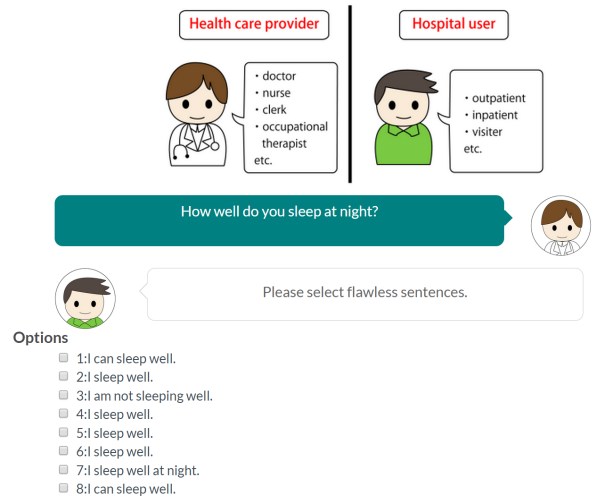 Health care provider
Hospital user
・doctor
・nurse
・clerk
・occupational
therapist
etc.
・outpatient
・inpatient
・visiter
etc.
How well do you sleep at night?
Please select flawless sentences.
Options
1:I can sleep well.
2:I sleep well.
3:I am not sleeping well.
4:I sleep well.
5:I sleep well.
6:I sleep well.
7:I sleep well at night.
8:I can sleep well.